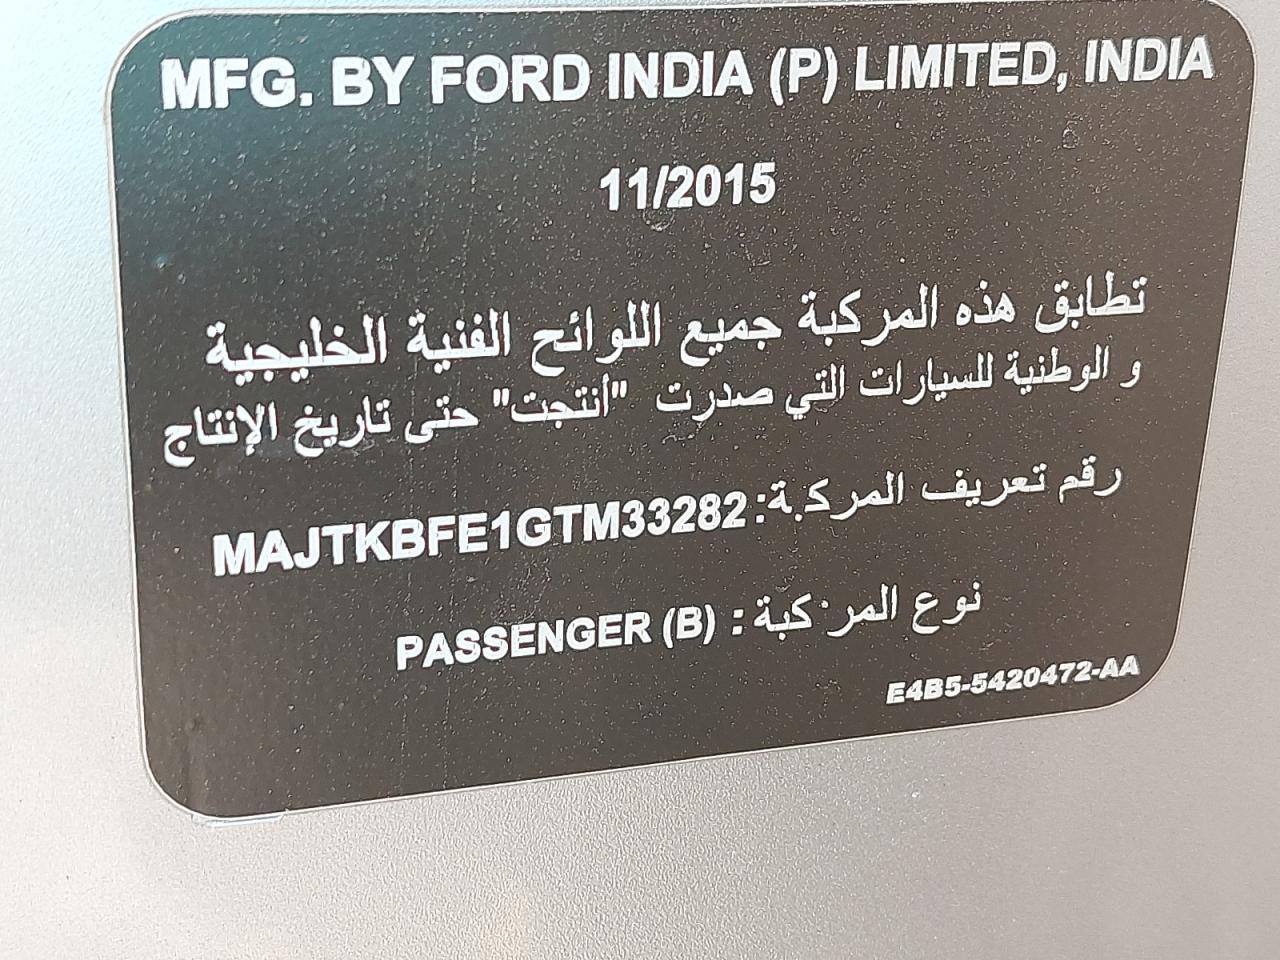 MFG. BY FORD INDIA (P) LIMITED, INDIA
11/2015
تطابق هذه المركبة جميع اللوائح الفنية الخليجية
و الوطنية للسيارات التي صدرت "أنتجت" حتى تاريخ الإنتاج
رقم تعريف المركبة: MAJTKBFE1GTM33282
نوع المركبة : PASSENGER (B)
E4B5-5420472-AA